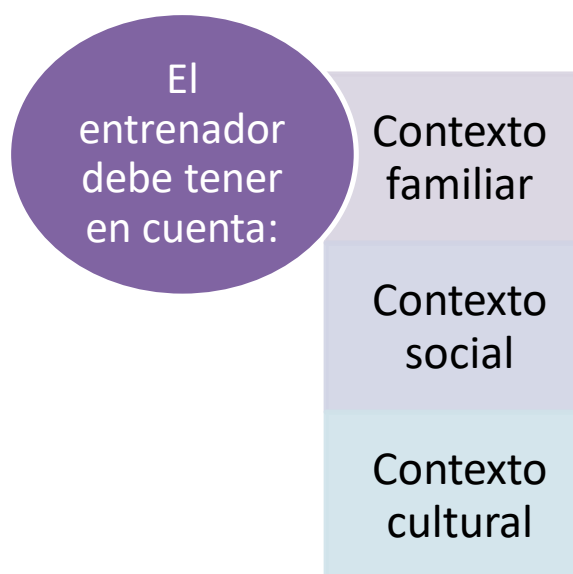 El
entrenador
debe tener
en cuenta:
Contexto
familiar
Contexto
social
Contexto
cultural